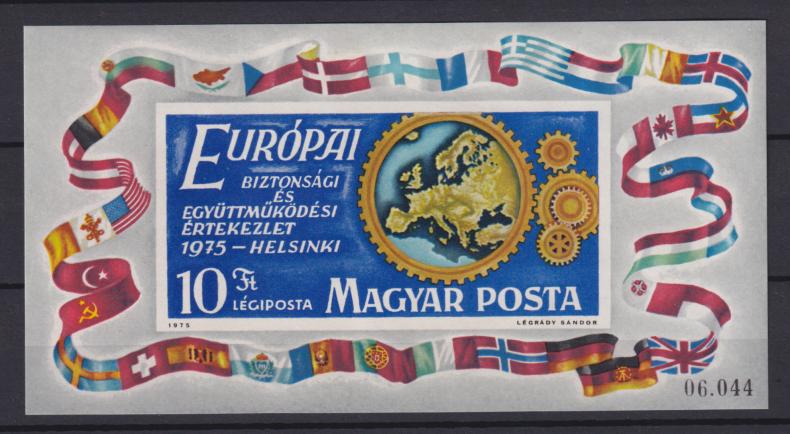 EURÓPAI
BIZTONSÁGI
ÉS
EGYÜTTMŰKÖDÉSI
ÉRTEKEZLET
1975 – HELSINKI
10 Ft
LÉGIPOSTA
MAGYAR POSTA
1975
LÉGRÁDY SÁNDOR
06.044